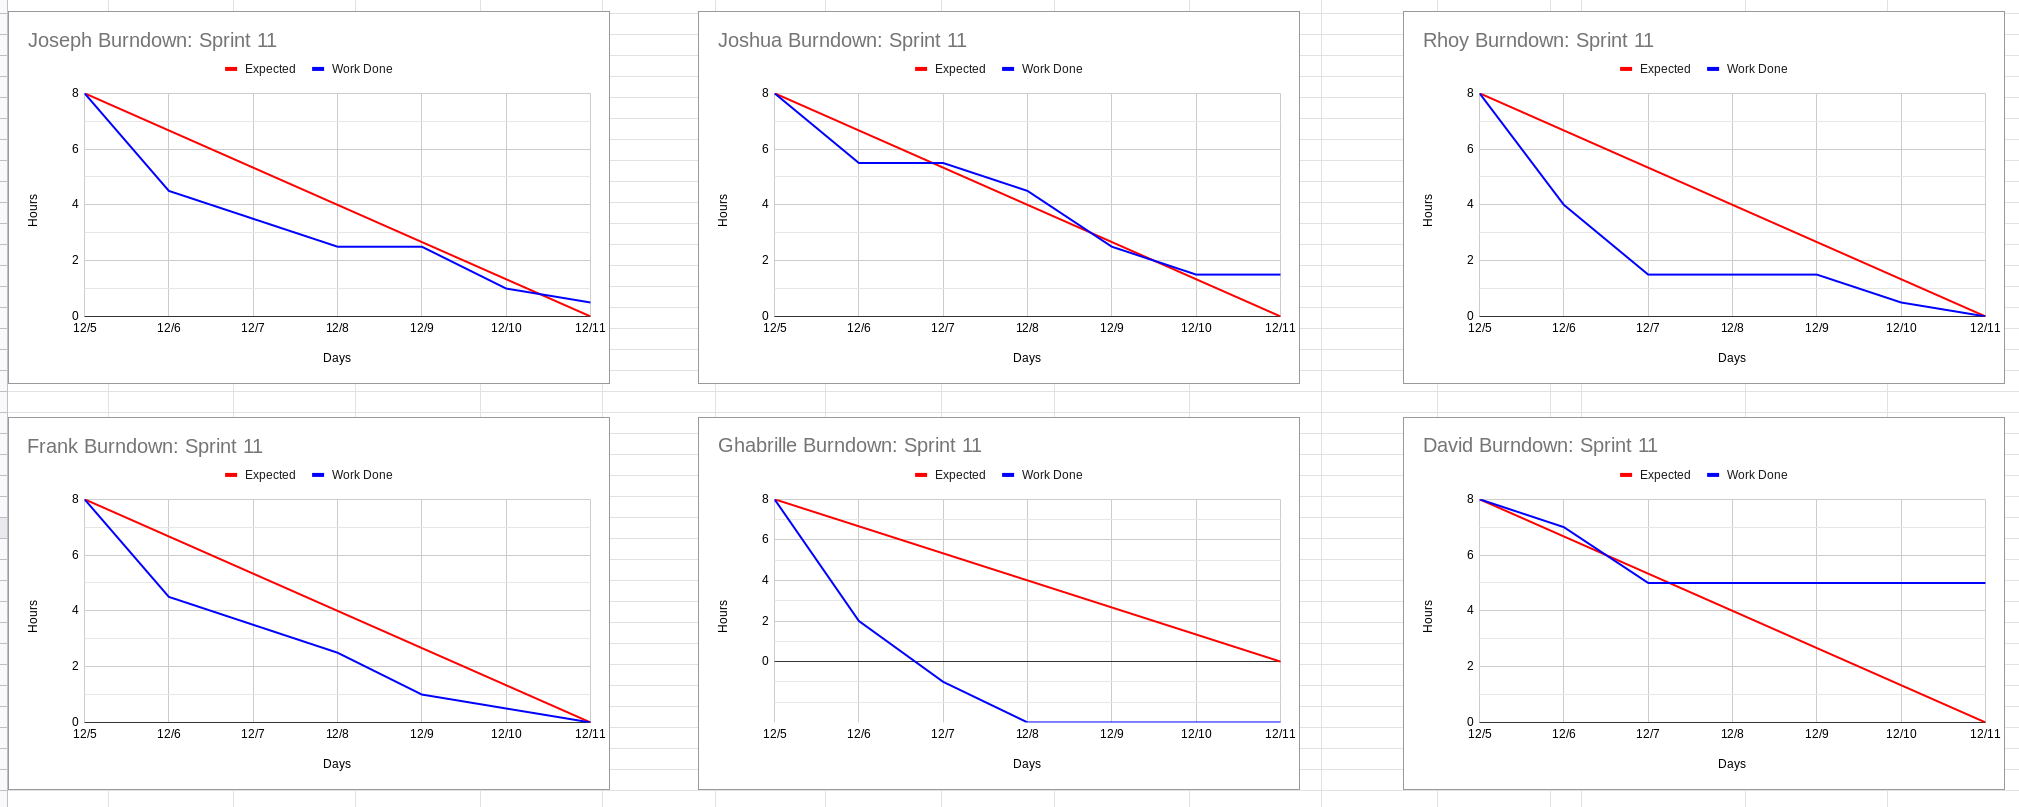 Joseph Burndown: Sprint 11
Expected Work Done
8
6
4
2
0
Hours
12/5 12/6 12/7 12/8 12/9 12/10 12/11
Days
Joshua Burndown: Sprint 11
Expected Work Done
8
6
4
2
0
Hours
12/5 12/6 12/7 12/8 12/9 12/10 12/11
Days
Rhoy Burndown: Sprint 11
Expected Work Done
8
6
4
2
0
Hours
12/5 12/6 12/7 12/8 12/9 12/10 12/11
Days
Frank Burndown: Sprint 11
Expected Work Done
8
6
4
2
0
Hours
12/5 12/6 12/7 12/8 12/9 12/10 12/11
Days
Ghabrille Burndown: Sprint 11
Expected Work Done
8
6
4
2
0
Hours
12/5 12/6 12/7 12/8 12/9 12/10 12/11
Days
David Burndown: Sprint 11
Expected Work Done
8
6
4
2
0
Hours
12/5 12/6 12/7 12/8 12/9 12/10 12/11
Days